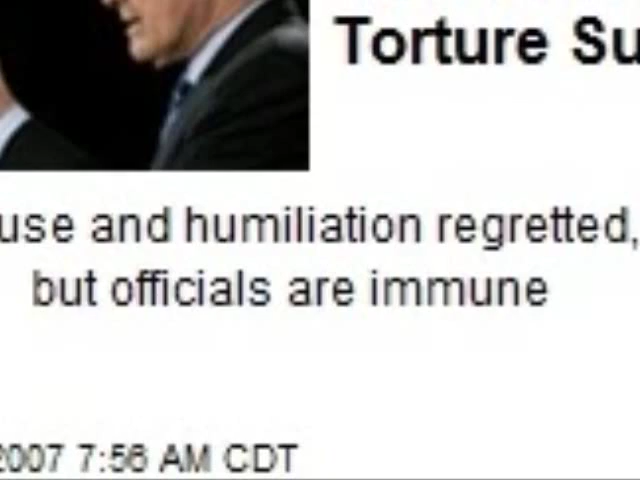 Torture Su
use and humiliation regretted,
but officials are immune
2007 7:56 AM CDT